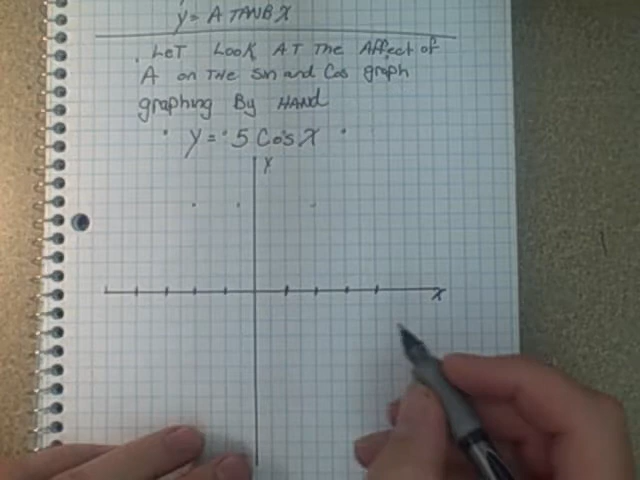 y = A TANB X
. LET LOOK AT THE Affect of
A on THE Sin and Cos graph
graphing By HAND
y = 5 Cos X
y
x